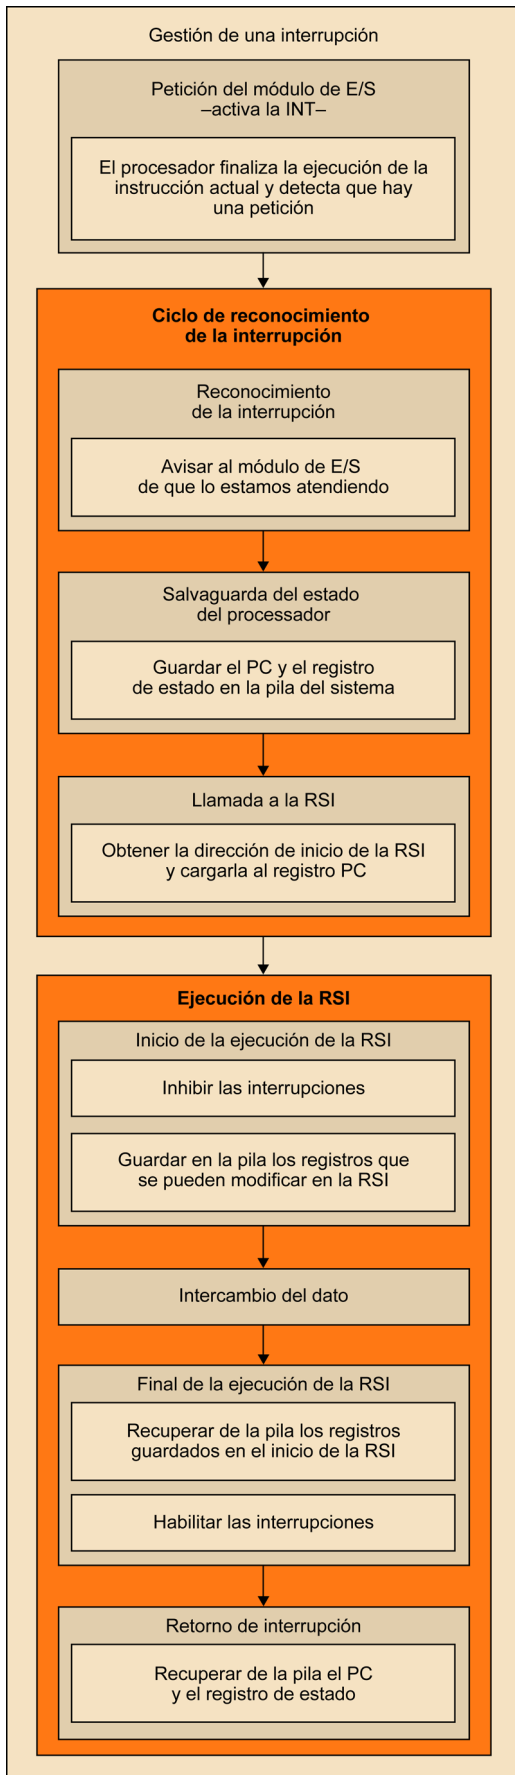 Gestión de una interrupción
Petición del módulo de E/S
–activa la INT–
El procesador finaliza la ejecución de la
instrucción actual y detecta que hay
una petición
Ciclo de reconocimiento
de la interrupción
Reconocimiento
de la interrupción
Avisar al módulo de E/S
de que lo estamos atendiendo
Salvaguarda del estado
del processador
Guardar el PC y el registro
de estado en la pila del sistema
Llamada a la RSI
Obtener la dirección de inicio de la RSI
y cargarla al registro PC
Ejecución de la RSI
Inicio de la ejecución de la RSI
Inhibir las interrupciones
Guardar en la pila los registros que
se pueden modificar en la RSI
Intercambio del dato
Final de la ejecución de la RSI
Recuperar de la pila los registros
guardados en el inicio de la RSI
Habilitar las interrupciones
Retorno de interrupción
Recuperar de la pila el PC
y el registro de estado